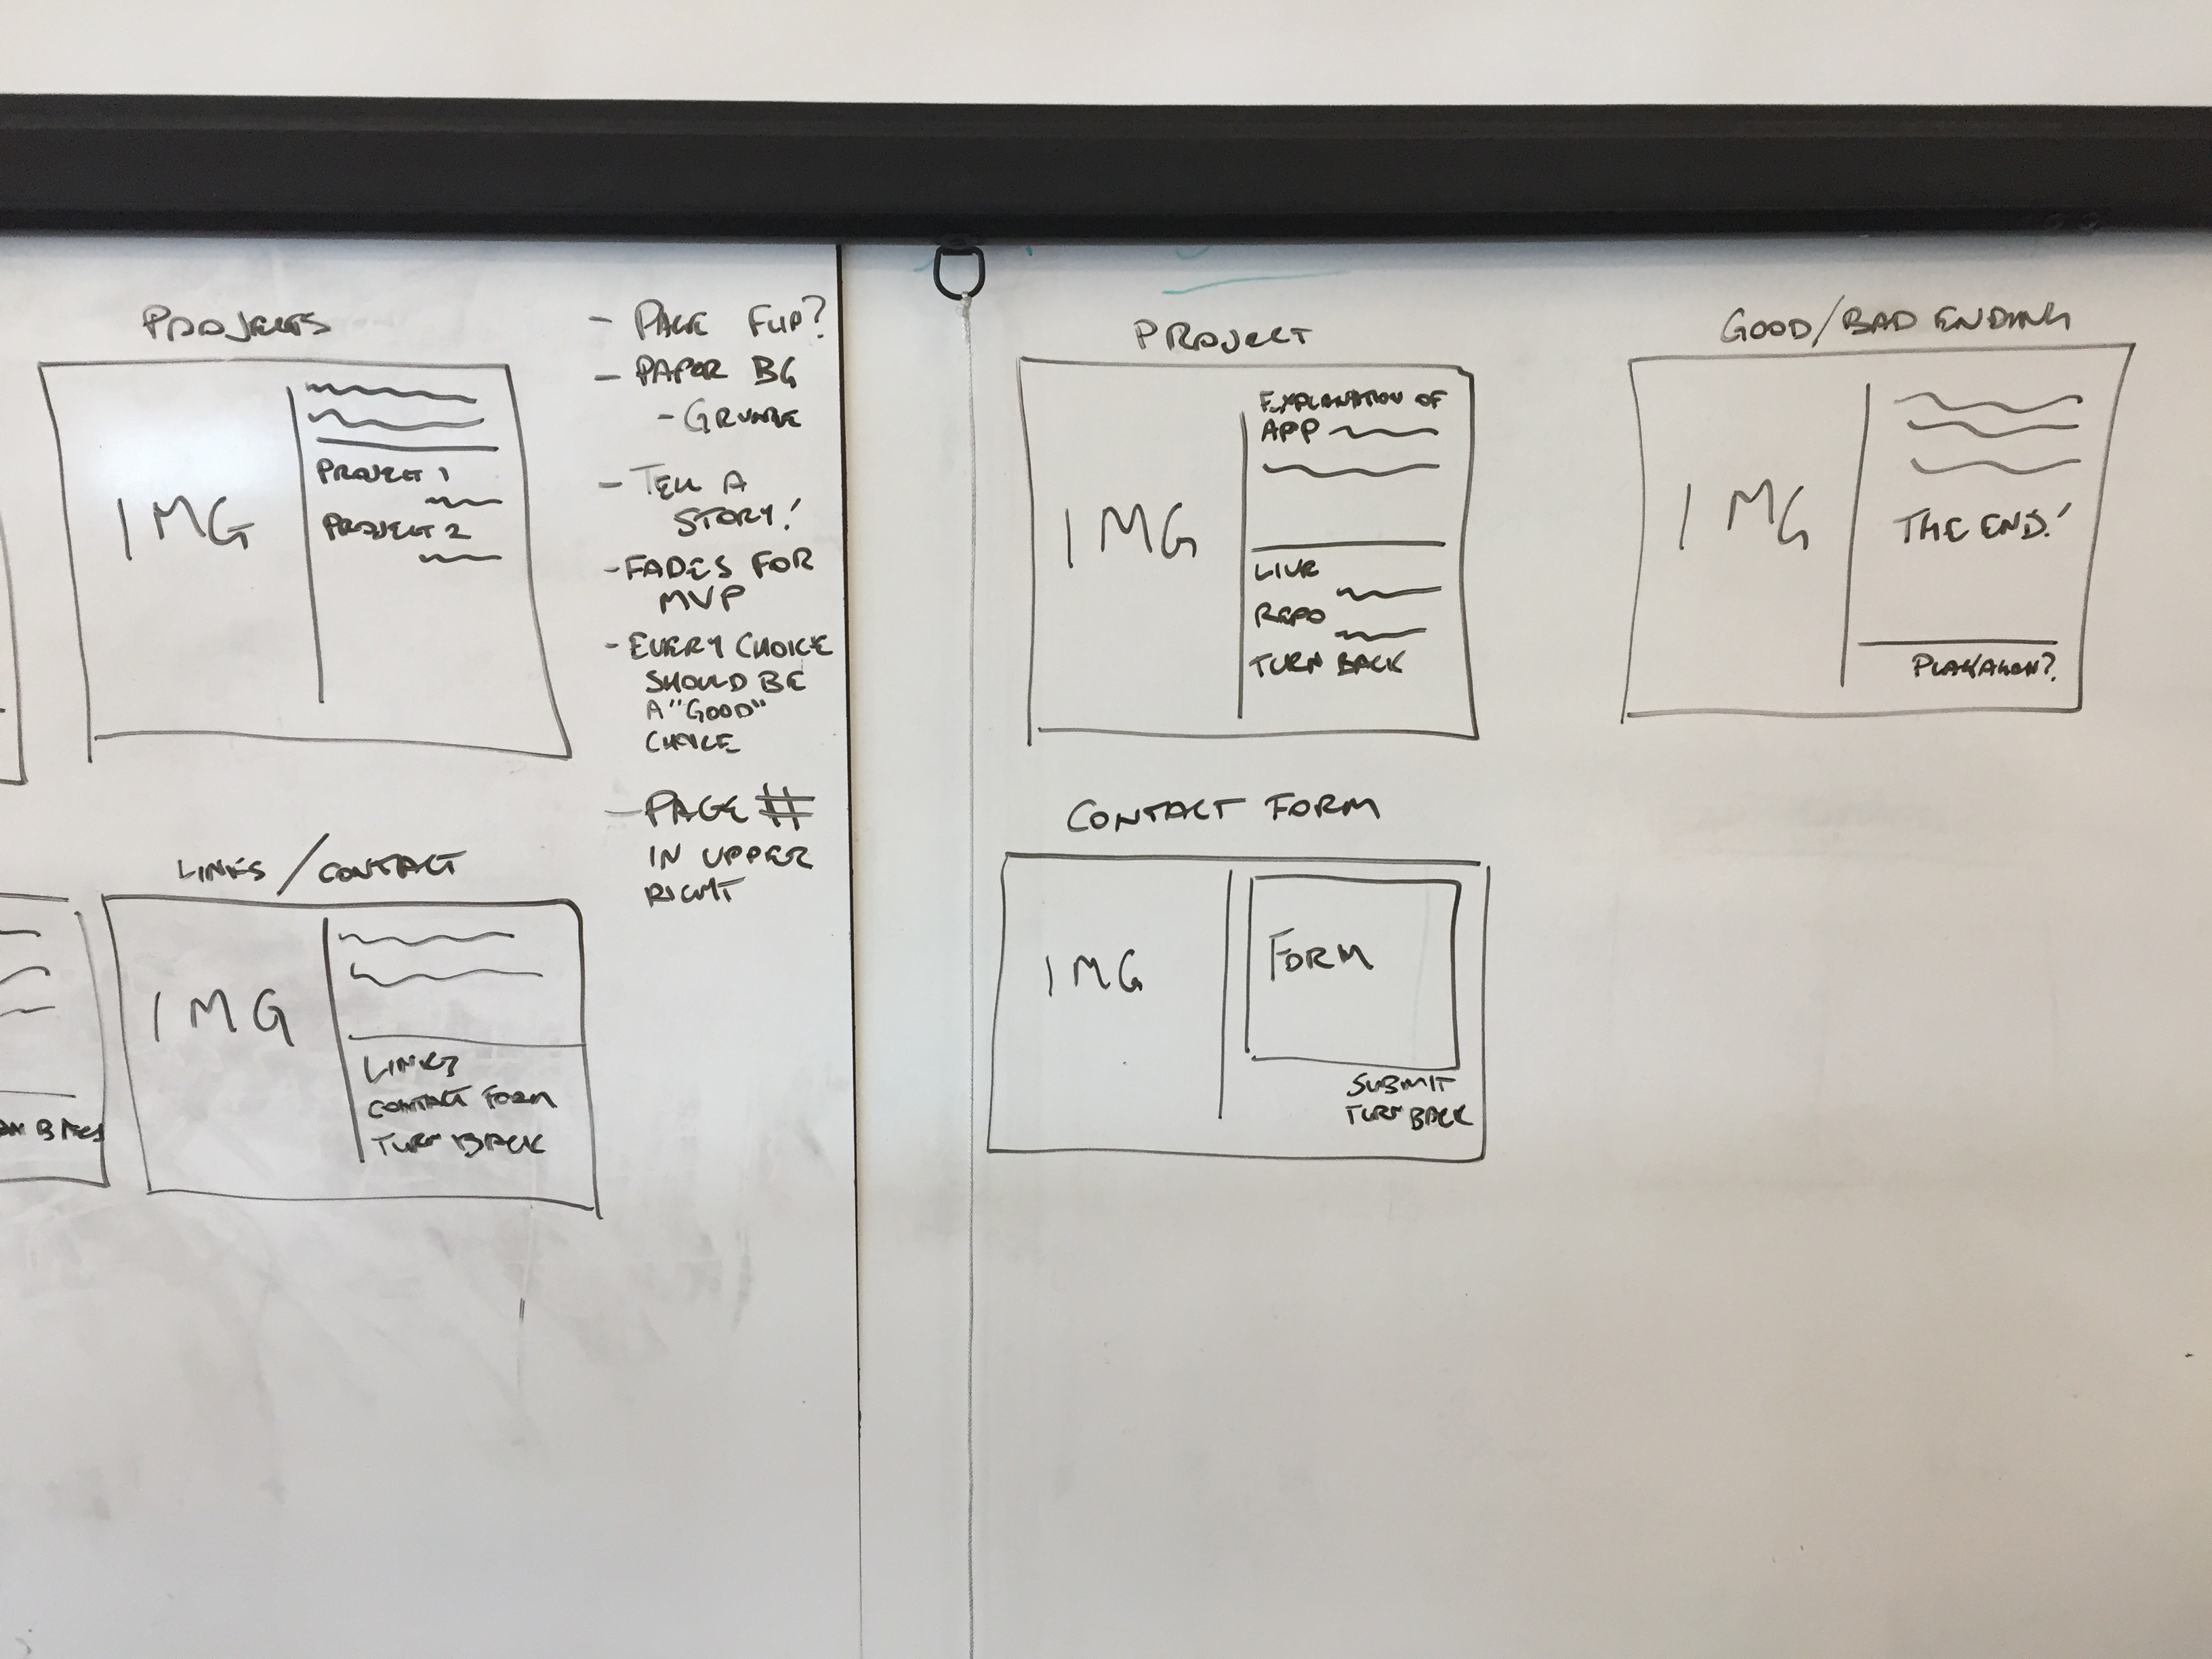 PROJECTS
IMG
PROJECT 1
PROJECT 2
- PAGE FLIP?
- PAPER BG
- GRUNGE
- TELL A
STORY!
- FADES FOR
MVP
- EVERY CHOICE
SHOULD BE
A "GOOD"
CHOICE
- PAGE #
IN UPPER
RIGHT
LINKS / CONTACT
IMG
LINKS
CONTACT FORM
TURN BACK
BACK
PROJECT
IMG
EXPLANATION OF
APP
LIVE
REPO
TURN BACK
GOOD/BAD ENDING
IMG
THE END!
PLAY AGAIN?
CONTACT FORM
IMG
FORM
SUBMIT
TURN BACK